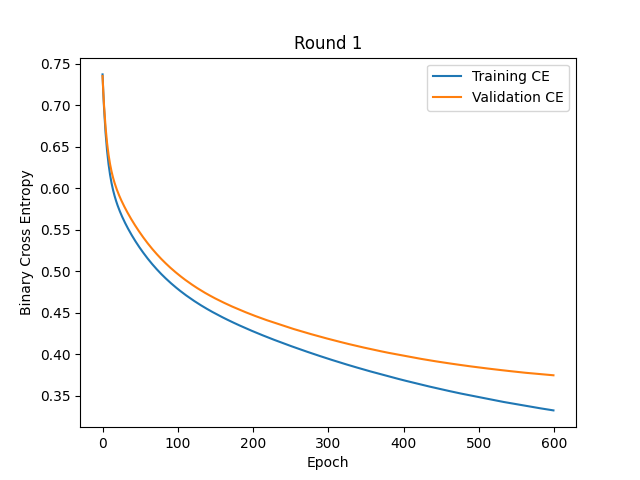 Round 1
Training CE
Validation CE
Binary Cross Entropy
0.75
0.70
0.65
0.60
0.55
0.50
0.45
0.40
0.35
0 100 200 300 400 500 600
Epoch